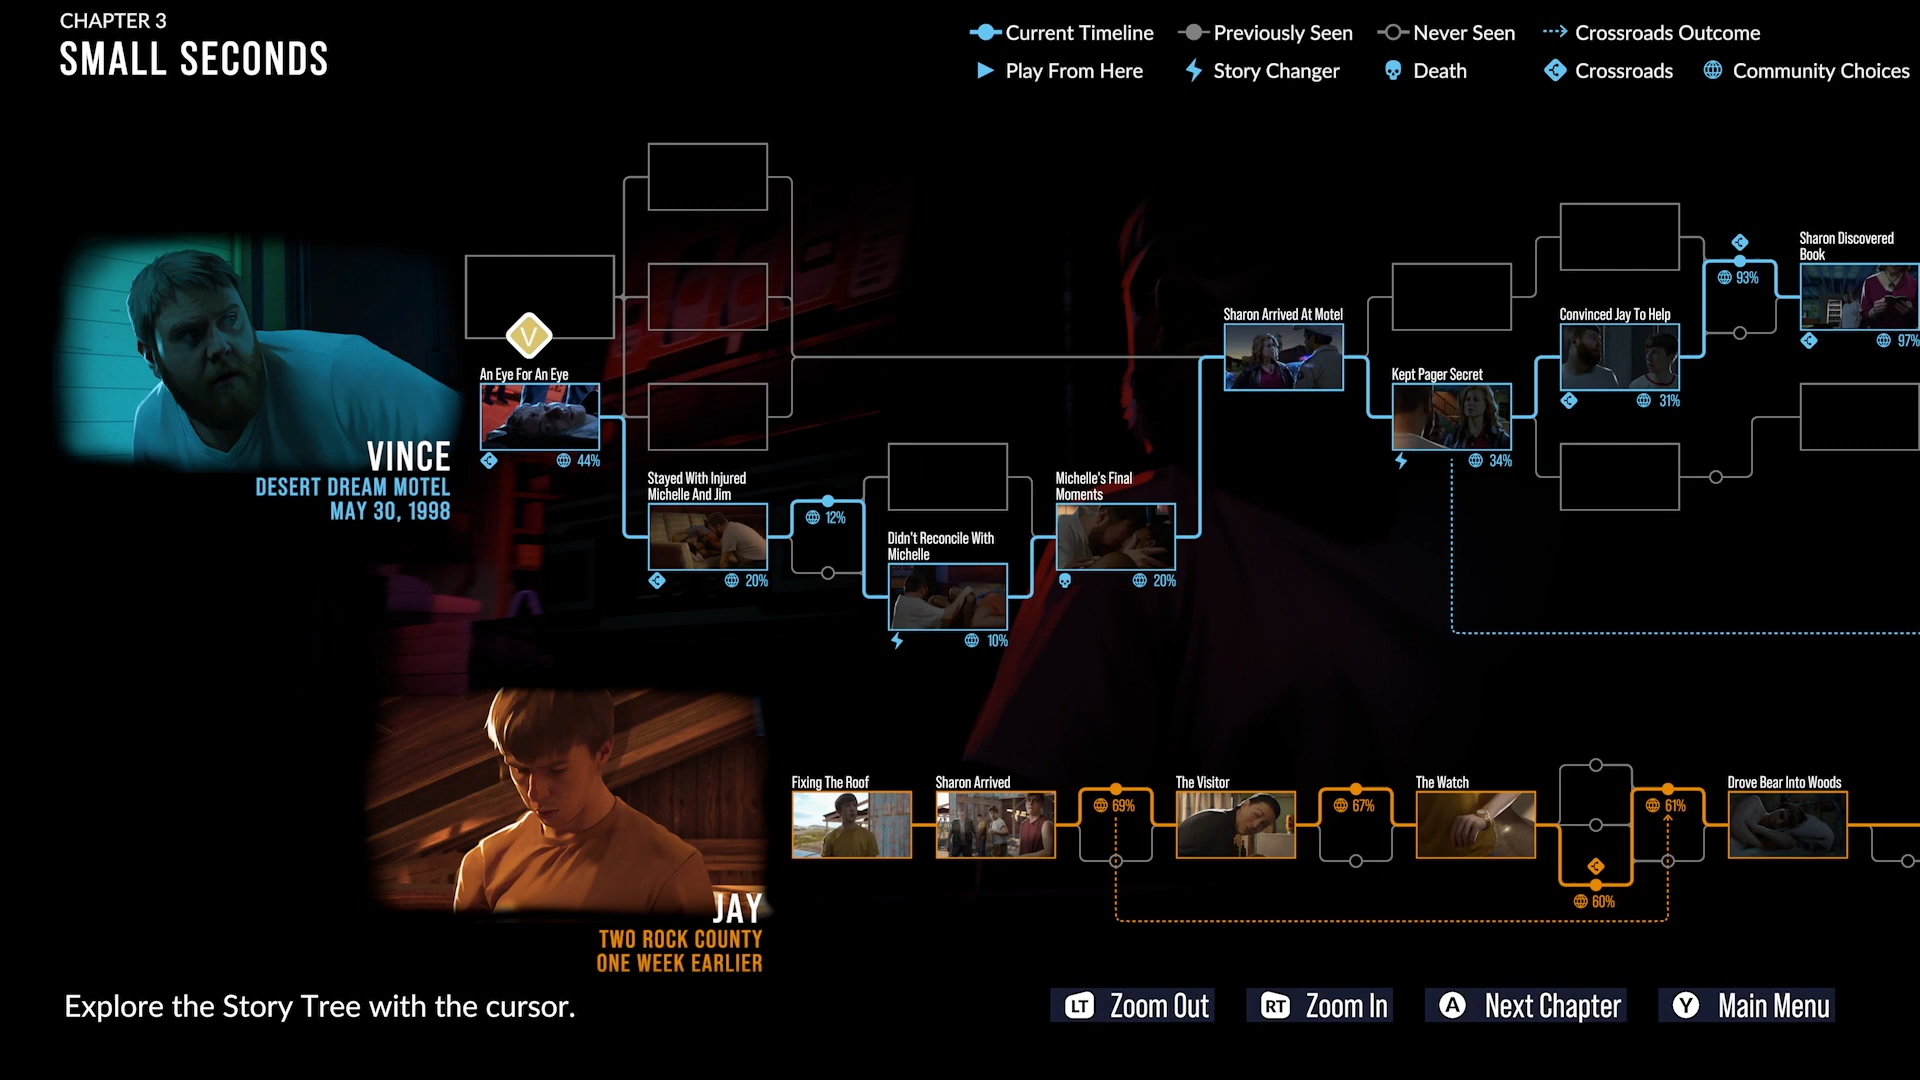 CHAPTER 3
SMALL SECONDS
Current Timeline
Previously Seen
Never Seen
Crossroads Outcome
Play From Here
Story Changer
Death
Crossroads
Community Choices
VINCE
DESERT DREAM MOTEL
MAY 30, 1998
V
An Eye For An Eye
44%
Stayed With Injured
Michelle And Jim
20%
12%
Didn't Reconcile With
Michelle
10%
Michelle's Final
Moments
20%
Sharon Arrived At Motel
Kept Pager Secret
34%
Convinced Jay To Help
31%
93%
Sharon Discovered
Book
97%
JAY
TWO ROCK COUNTY
ONE WEEK EARLIER
Fixing The Roof
Sharon Arrived
69%
The Visitor
67%
The Watch
60%
61%
Drove Bear Into Woods
Explore the Story Tree with the cursor.
LT Zoom Out
RT Zoom In
A Next Chapter
Y Main Menu